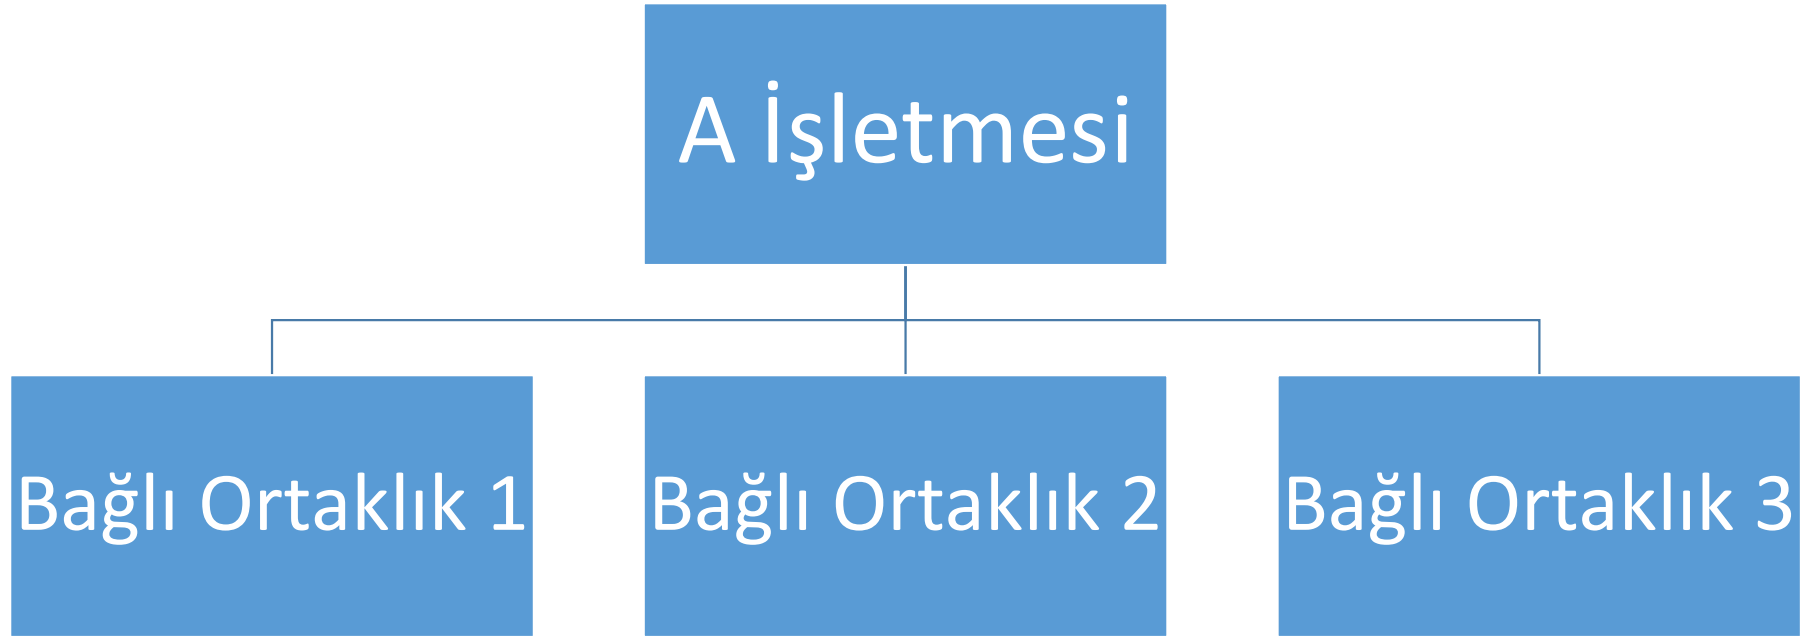 A İşletmesi
Bağlı Ortaklık 1
Bağlı Ortaklık 2
Bağlı Ortaklık 3